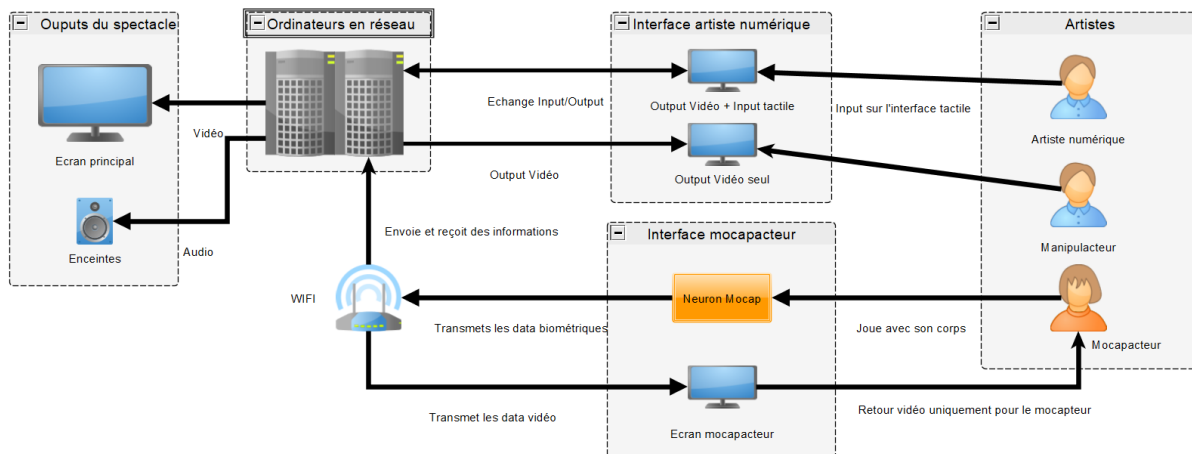 Ouputs du spectacle
Ordinateurs en réseau
Interface artiste numérique
Artistes
Echange Input/Output
Output Vidéo + Input tactile
Input sur l'interface tactile
Vidéo
Artiste numérique
Ecran principal
Output Vidéo
Output Vidéo seul
Envoie et reçoit des informations
Interface mocapacteur
Manipulacteur
Audio
Enceintes
WIFI
Neuron Mocap
Transmets les data biométriques
Joue avec son corps
Mocapacteur
Transmet les data vidéo
Retour vidéo uniquement pour le mocapteur
Ecran mocapacteur